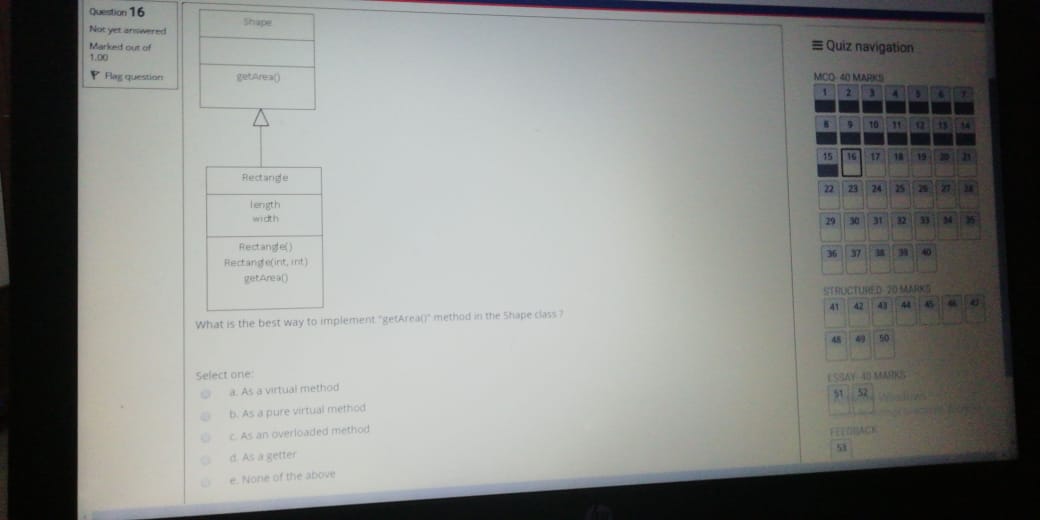 Question 16
Not yet answered
Marked out of
1.00
Flag question
Shape
getArea()
Rectangle
length
width
Rectangle()
Rectangle(int, int)
getArea()
What is the best way to implement "getArea()" method in the Shape class ?
Select one:
a. As a virtual method
b. As a pure virtual method
c. As an overloaded method
d. As a getter
e. None of the above
Quiz navigation
MCQ- 40 MARKS
1 2 3 4 5 6 7
8 9 10 11 12 13 14
15 16 17 18 19 20 21
22 23 24 25 26 27 28
29 30 31 32 33 34 35
36 37 38 39 40
STRUCTURED- 20 MARKS
41 42 43 44 45 46 47
48 49 50
ESSAY- 40 MARKS
51 52
Windows
FEEDBACK
53
hp